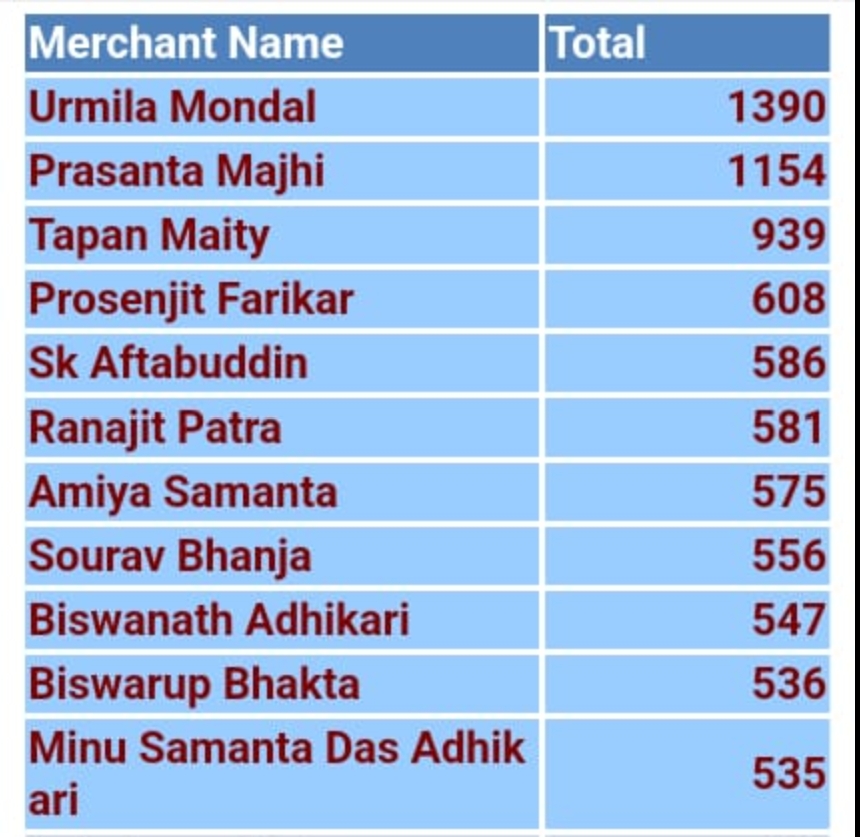 Merchant Name Total
Urmila Mondal 1390
Prasanta Majhi 1154
Tapan Maity 939
Prosenjit Farikar 608
Sk Aftabuddin 586
Ranajit Patra 581
Amiya Samanta 575
Sourav Bhanja 556
Biswanath Adhikari 547
Biswarup Bhakta 536
Minu Samanta Das Adhik
ari 535